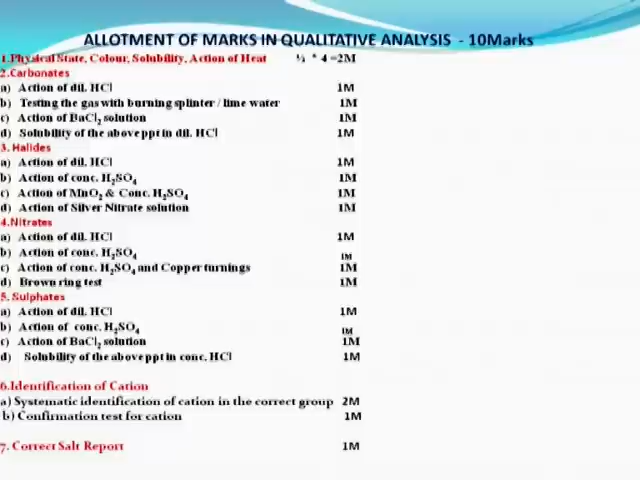 ALLOTMENT OF MARKS IN QUALITATIVE ANALYSIS - 10Marks
1.Physical State, Colour, Solubility, Action of Heat ½ * 4 =2M
2.Carbonates
a) Action of dil. HCl 1M
b) Testing the gas with burning splinter / lime water 1M
c) Action of BaCl2 solution 1M
d) Solubility of the above ppt in dil. HCl 1M
3. Halides
a) Action of dil. HCl 1M
b) Action of conc. H2SO4 1M
c) Action of MnO2 & Conc. H2SO4 1M
d) Action of Silver Nitrate solution 1M
4.Nitrates
a) Action of dil. HCl 1M
b) Action of conc. H2SO4 1M
c) Action of conc. H2SO4 and Copper turnings 1M
d) Brown ring test 1M
5. Sulphates
a) Action of dil. HCl 1M
b) Action of conc. H2SO4 1M
c) Action of BaCl2 solution 1M
d) Solubility of the above ppt in conc. HCl 1M
6.Identification of Cation
a) Systematic identification of cation in the correct group 2M
b) Confirmation test for cation 1M
7. Correct Salt Report 1M